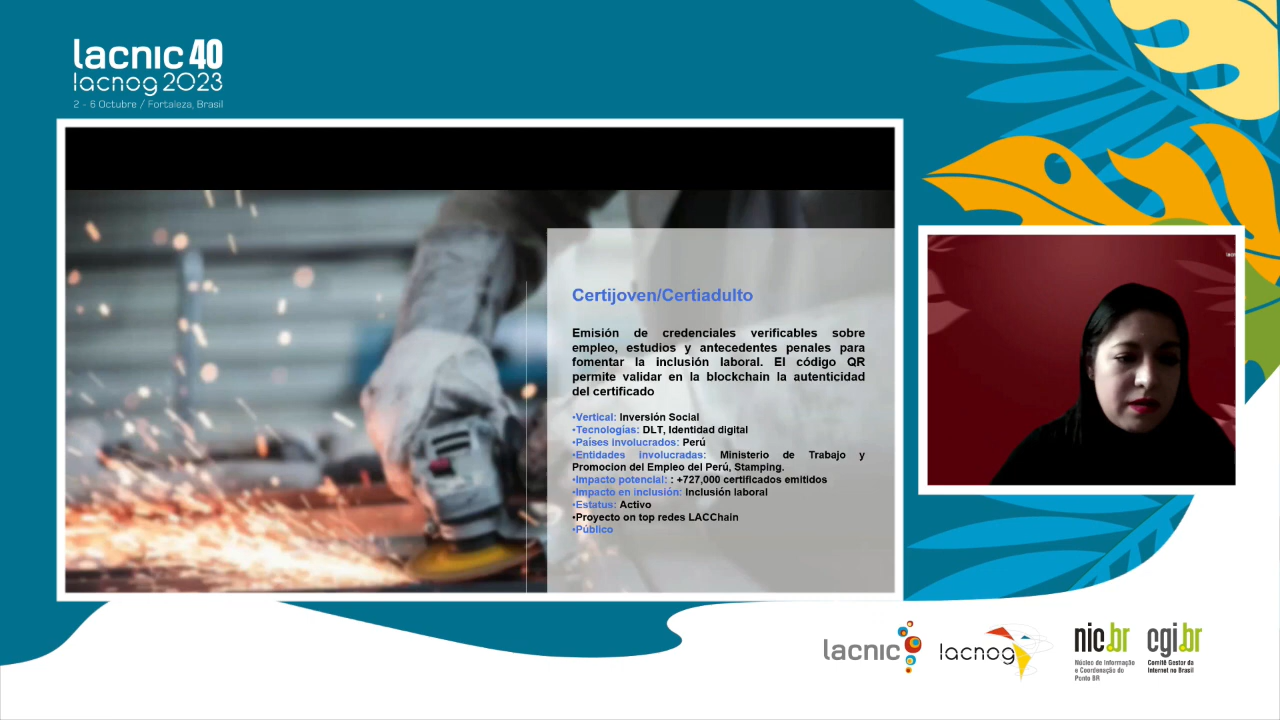 lacnic 40
lacnog 2023
2 - 6 Octubre / Fortaleza, Brasil
Certijoven/Certiadulto
Emisión de credenciales verificables sobre
empleo, estudios y antecedentes penales para
fomentar la inclusión laboral. El código QR
permite validar en la blockchain la autenticidad
del certificado
•Vertical: Inversión Social
•Tecnologías: DLT, Identidad digital
•Países involucrados: Perú
•Entidades involucradas: Ministerio de Trabajo y
Promocion del Empleo del Perú, Stamping.
•Impacto potencial: : +727,000 certificados emitidos
•Impacto en inclusión: Inclusión laboral
•Estatus: Activo
•Proyecto on top redes LACChain
•Público
lacnic
lacnog
nic.br
Núcleo de Informação
e Coordenação do
Ponto BR
cgi.br
Comitê Gestor da
Internet no Brasil